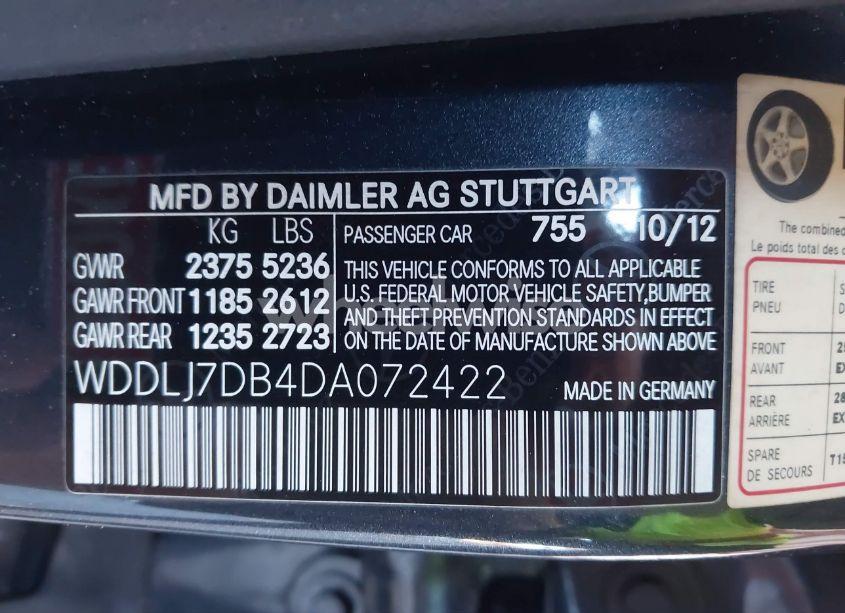 MFD BY DAIMLER AG STUTTGART
KG LBS
GVWR 2375 5236
GAWR FRONT 1185 2612
GAWR REAR 1235 2723
PASSENGER CAR 755 10/12
THIS VEHICLE CONFORMS TO ALL APPLICABLE
U.S. FEDERAL MOTOR VEHICLE SAFETY,BUMPER
AND THEFT PREVENTION STANDARDS IN EFFECT
ON THE DATE OF MANUFACTURE SHOWN ABOVE
WDDLJ7DB4DA072422 MADE IN GERMANY
The combined
Le poids total des
TIRE
PNEU
FRONT
AVANT
REAR 28
ARRIÈRE EX
SPARE
DE SECOURS T15